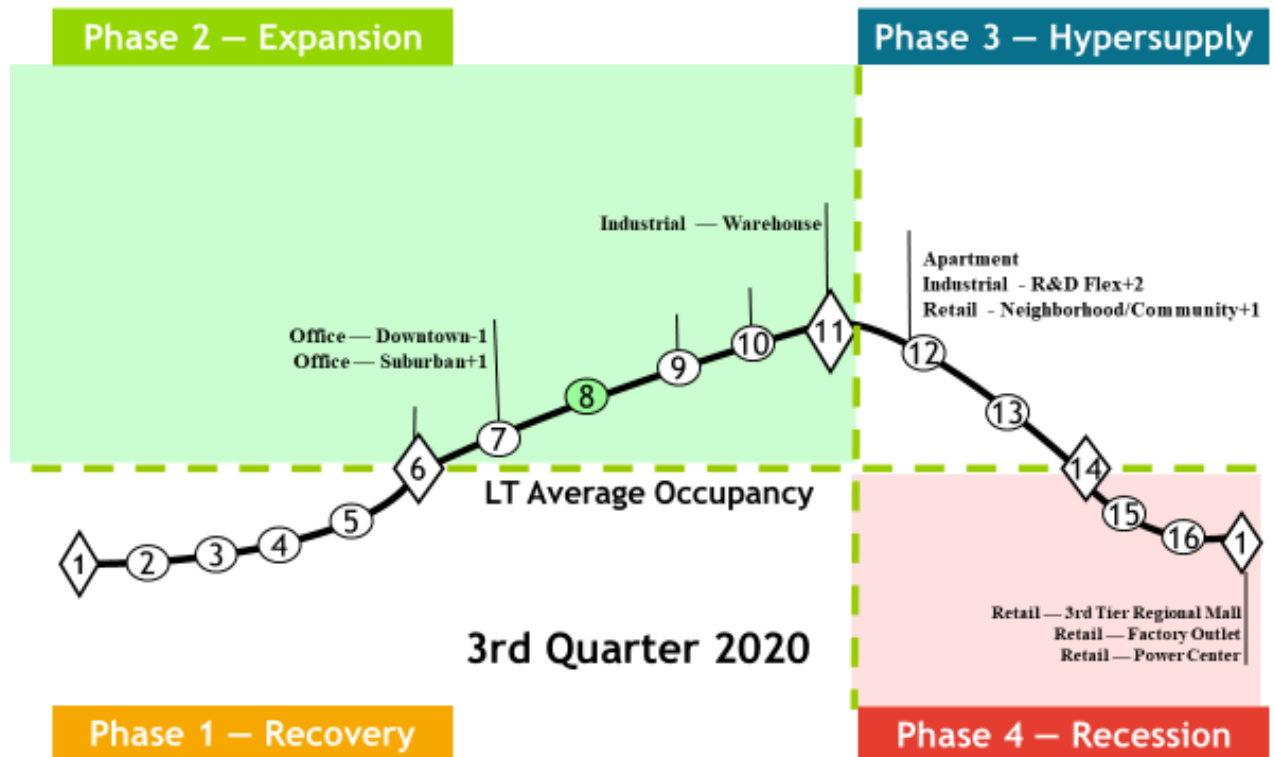 Phase 2 — Expansion
Phase 3 — Hypersupply
Industrial — Warehouse
Apartment
Industrial - R&D Flex+2
Retail - Neighborhood/Community+1
Office — Downtown-1
Office — Suburban+1
1
2
3
4
5
6
7
8
9
10
11
12
13
14
15
16
1
LT Average Occupancy
Retail — 3rd Tier Regional Mall
Retail — Factory Outlet
Retail — Power Center
3rd Quarter 2020
Phase 1 — Recovery
Phase 4 — Recession